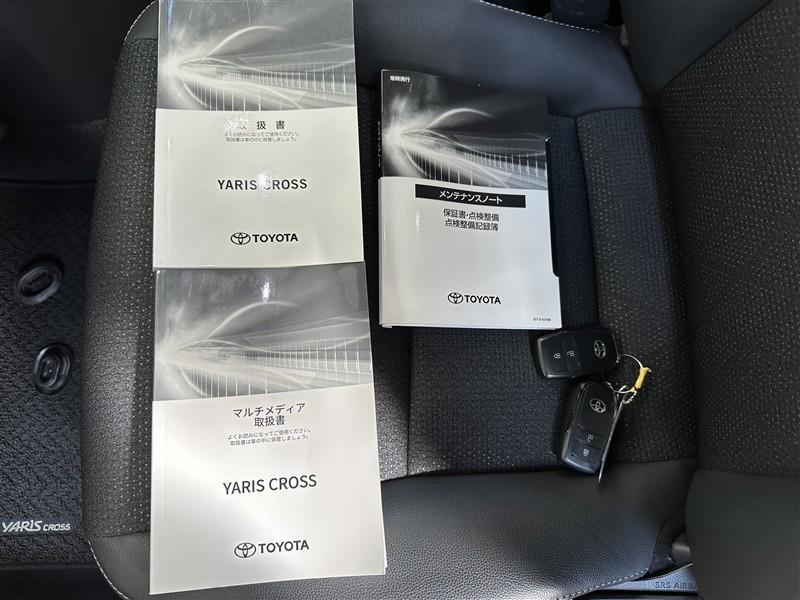 取扱書
よくお読みになってご使用ください。
取扱書は車の中に保管しましょう。
YARIS CROSS
TOYOTA
常時携行
メンテナンスノート
保証書・点検整備
点検整備記録簿
TOYOTA
マルチメディア
取扱書
よくお読みになってご使用ください。
取扱書は車の中に保管しましょう。
YARIS CROSS
TOYOTA
YARIS CROSS
SRS AIRBA